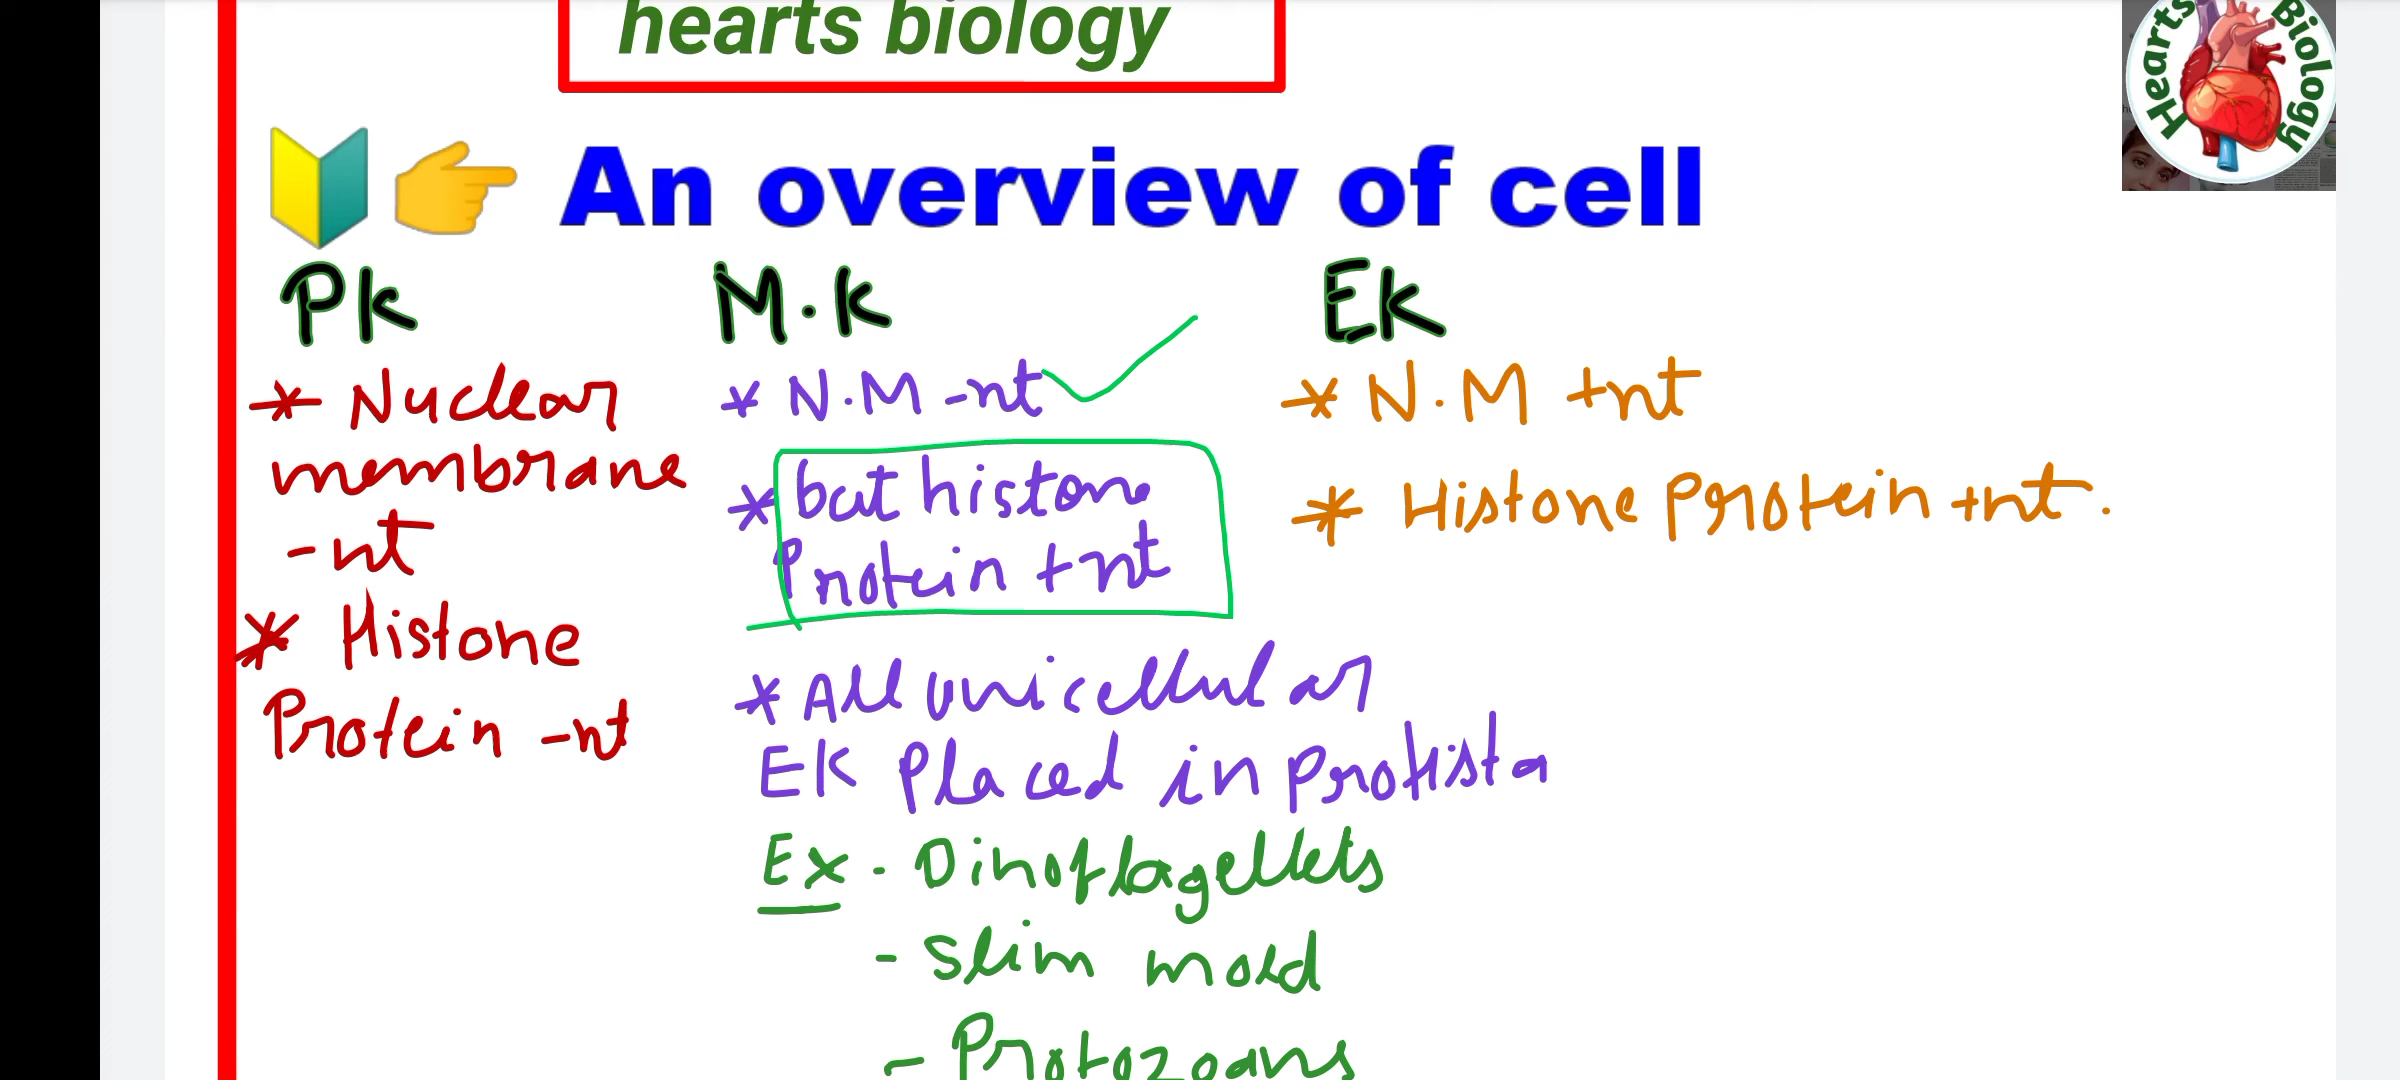 hearts biology
Hearts Biology
🔰👉 An overview of cell
PK
* Nuclear
membrane
-nt
* Histone
Protein -nt
M.K
* N.M -nt
* but histone
Protein +nt
* All unicellular
EK Placed in protista
Ex - Dinoflagellets
- Slim mold
- Protozoans
EK
* N.M +nt
* Histone Protein +nt.